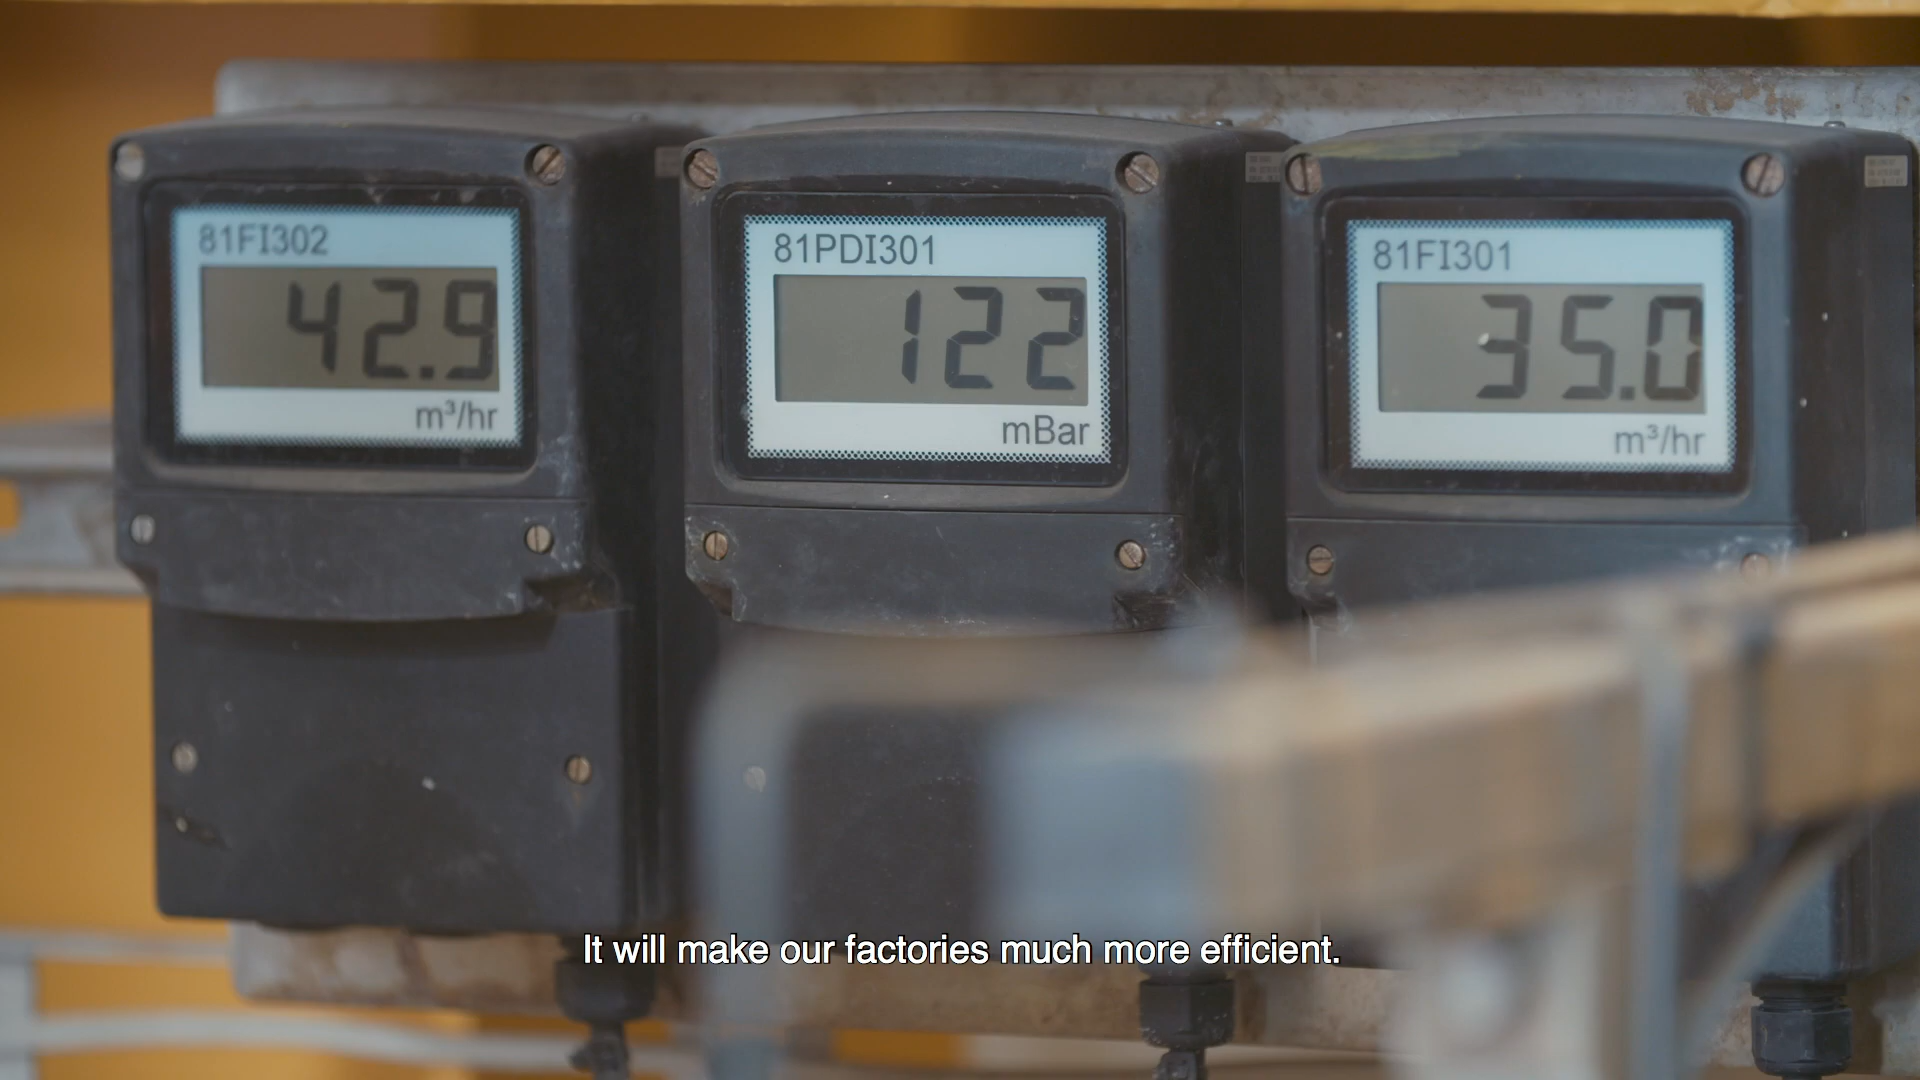 81FI302
42.9
m³/hr
81PDI301
122
mBar
81FI301
35.0
m³/hr
It will make our factories much more efficient.